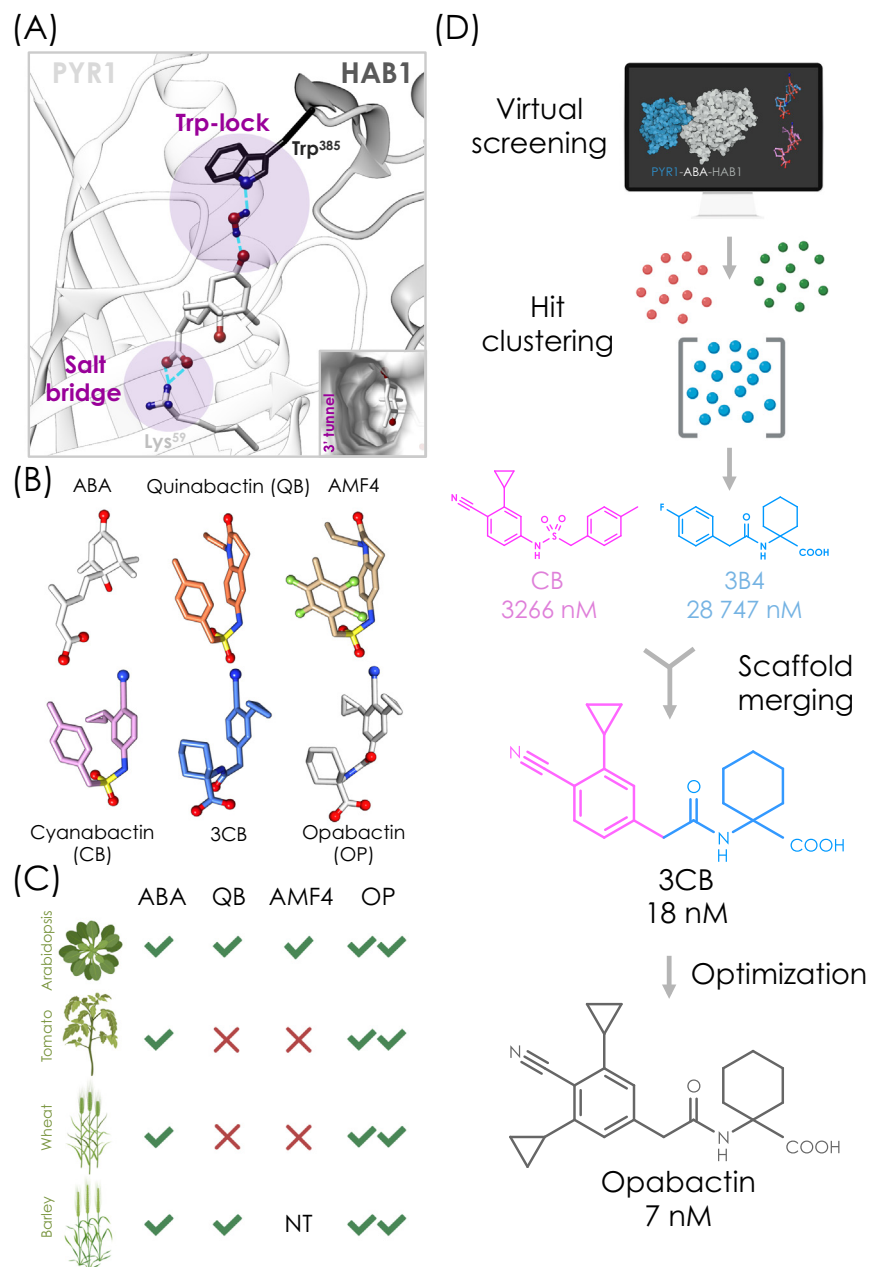 (A)
PYR1
HAB1
Trp-lock
Trp385
Salt
bridge
Lys59
3' tunnel
(B)
ABA
Quinabactin (QB)
AMF4
Cyanabactin
(CB)
3CB
Opabactin
(OP)
(C)
ABA QB AMF4 OP
Arabidopsis
Tomato
Wheat
Barley
NT
(D)
Virtual
screening
PYR1-ABA-HAB1
Hit
clustering
N
O O
S
N
H
CB
3266 nM
F
O
N
H
COOH
3B4
28 747 nM
Scaffold
merging
N
O
N
H
COOH
3CB
18 nM
Optimization
N
O
N
H
COOH
Opabactin
7 nM